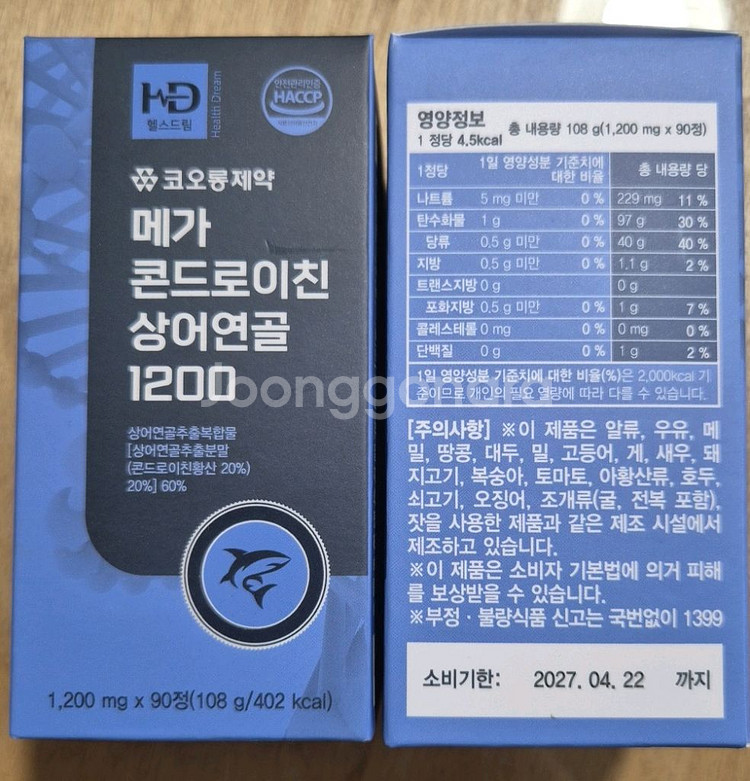 HD
헬스드림
Health Dream
안전관리인증
HACCP
코오롱제약
메가
콘드로이친
상어연골
1200
상어연골추출복합물
[상어연골추출분말
(콘드로이친황산 20%)
20%] 60%
1,200 mg x 90정(108 g/402 kcal)
영양정보
총 내용량 108 g(1,200 mg x 90정)
1 정당 4.5kcal
1정당 1일 영양성분 기준치에 대한 비율 총 내용량 당
나트륨 5 mg 미만 0 % 229 mg 11 %
탄수화물 1 g 0 % 97 g 30 %
당류 0.5 g 미만 0 % 40 g 40 %
지방 0.5 g 미만 0 % 1.1 g 2 %
트랜스지방 0 g 0 g
포화지방 0.5 g 미만 0 % 1 g 7 %
콜레스테롤 0 mg 0 % 0 mg 0 %
단백질 0 g 0 % 1 g 2 %
1일 영양성분 기준치에 대한 비율(%)은 2,000kcal 기
준이므로 개인의 필요 열량에 따라 다를 수 있습니다.
[주의사항] ※이 제품은 알류, 우유, 메
밀, 땅콩, 대두, 밀, 고등어, 게, 새우, 돼
지고기, 복숭아, 토마토, 아황산류, 호두,
쇠고기, 오징어, 조개류(굴, 전복 포함),
잣을 사용한 제품과 같은 제조 시설에서
제조하고 있습니다.
※이 제품은 소비자 기본법에 의거 피해
를 보상받을 수 있습니다.
※부정 · 불량식품 신고는 국번없이 1399
소비기한: 2027. 04. 22 까지
Joonggonara